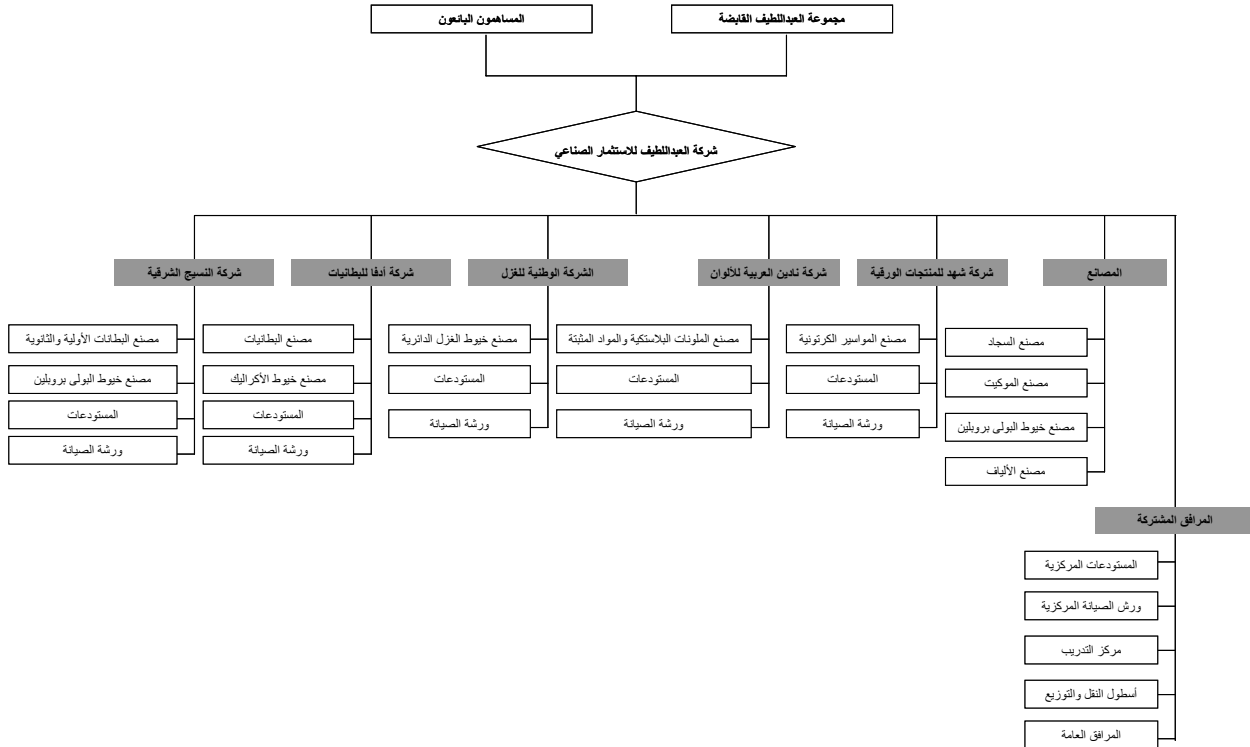 مجموعة العبداللطيف القابضة
المساهمون البائعون
شركة العبداللطيف للاستثمار الصناعي
المصانع
مصنع السجاد
مصنع الموكيت
مصنع خيوط البولى بروبلين
مصنع الألياف
شركة شهد للمنتجات الورقية
مصنع المواسير الكرتونية
المستودعات
ورشة الصيانة
شركة نادين العربية للألوان
مصنع الملونات البلاستكية والمواد المثبتة
المستودعات
ورشة الصيانة
الشركة الوطنية للغزل
مصنع خيوط الغزل الدائرية
المستودعات
ورشة الصيانة
شركة أدفا للبطانيات
مصنع البطانيات
مصنع خيوط الأكراليك
المستودعات
ورشة الصيانة
شركة النسيج الشرقية
مصنع البطانات الأولية والثانوية
مصنع خيوط البولى بروبلين
المستودعات
ورشة الصيانة
المرافق المشتركة
المستودعات المركزية
ورش الصيانة المركزية
مركز التدريب
أسطول النقل والتوزيع
المرافق العامة